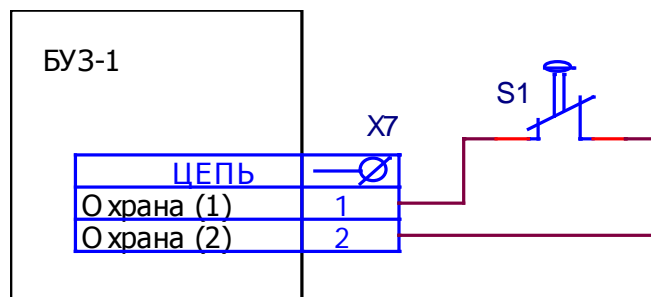 БУЗ-1
S1
X7
ЦЕПЬ
Охрана (1) 1
Охрана (2) 2